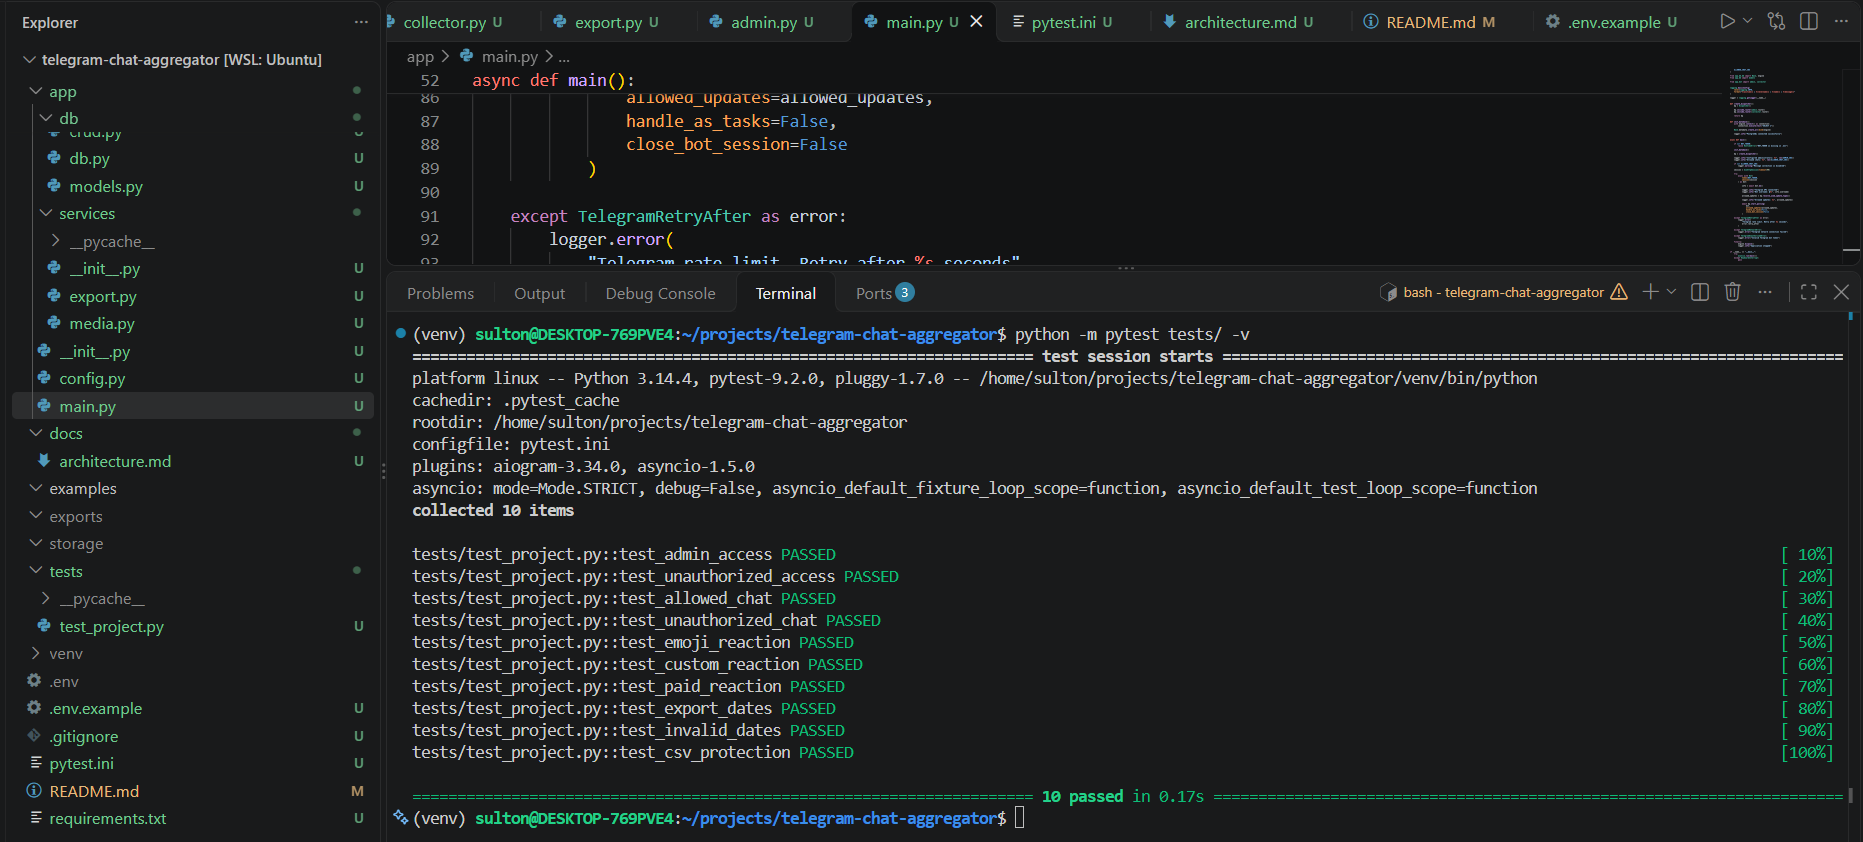 Explorer
telegram-chat-aggregator [WSL: Ubuntu]
app
db
crud.py U
db.py U
models.py U
services
__pycache__
__init__.py U
export.py U
media.py U
__init__.py U
config.py U
main.py U
docs
architecture.md U
examples
exports
storage
tests
__pycache__
test_project.py U
venv
.env
.env.example U
.gitignore U
pytest.ini U
README.md M
requirements.txt U
collector.py U export.py U admin.py U main.py U pytest.ini U architecture.md U README.md M .env.example U
app > main.py > ...
52 async def main():
86 allowed_updates=allowed_updates,
87 handle_as_tasks=False,
88 close_bot_session=False
89 )
90
91 except TelegramRetryAfter as error:
92 logger.error(
93 "Telegram rate limit. Retry after %s seconds"
Problems Output Debug Console Terminal Ports 3 bash - telegram-chat-aggregator
(venv) sulton@DESKTOP-769PVE4:~/projects/telegram-chat-aggregator$ python -m pytest tests/ -v
===================================================================== test session starts =====================================================================
platform linux -- Python 3.14.4, pytest-9.2.0, pluggy-1.7.0 -- /home/sulton/projects/telegram-chat-aggregator/venv/bin/python
cachedir: .pytest_cache
rootdir: /home/sulton/projects/telegram-chat-aggregator
configfile: pytest.ini
plugins: aiogram-3.34.0, asyncio-1.5.0
asyncio: mode=Mode.STRICT, debug=False, asyncio_default_fixture_loop_scope=function, asyncio_default_test_loop_scope=function
collected 10 items
tests/test_project.py::test_admin_access PASSED [ 10%]
tests/test_project.py::test_unauthorized_access PASSED [ 20%]
tests/test_project.py::test_allowed_chat PASSED [ 30%]
tests/test_project.py::test_unauthorized_chat PASSED [ 40%]
tests/test_project.py::test_emoji_reaction PASSED [ 50%]
tests/test_project.py::test_custom_reaction PASSED [ 60%]
tests/test_project.py::test_paid_reaction PASSED [ 70%]
tests/test_project.py::test_export_dates PASSED [ 80%]
tests/test_project.py::test_invalid_dates PASSED [ 90%]
tests/test_project.py::test_csv_protection PASSED [100%]
===================================================================== 10 passed in 0.17s ======================================================================
(venv) sulton@DESKTOP-769PVE4:~/projects/telegram-chat-aggregator$